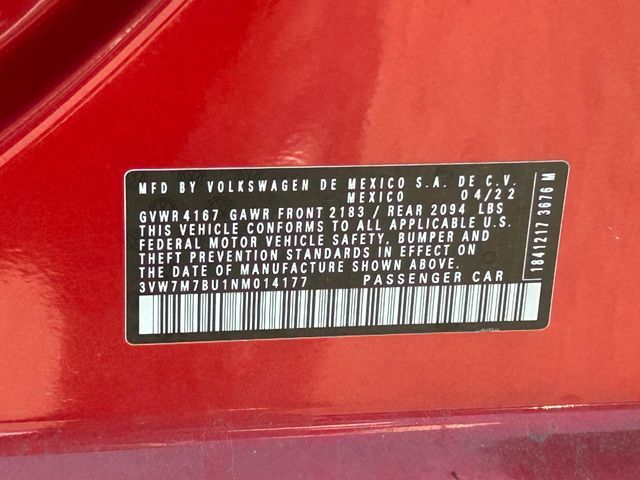 MFD BY VOLKSWAGEN DE MEXICO S.A. DE C.V.
MEXICO 04/22
GVWR 4167 GAWR FRONT 2183 / REAR 2094 LBS
THIS VEHICLE CONFORMS TO ALL APPLICABLE U.S.
FEDERAL MOTOR VEHICLE SAFETY, BUMPER AND
THEFT PREVENTION STANDARDS IN EFFECT ON THE
DATE OF MANUFACTURE SHOWN ABOVE.
3VW7M7BU1NM014177 PASSENGER CAR
1841217 3676 M